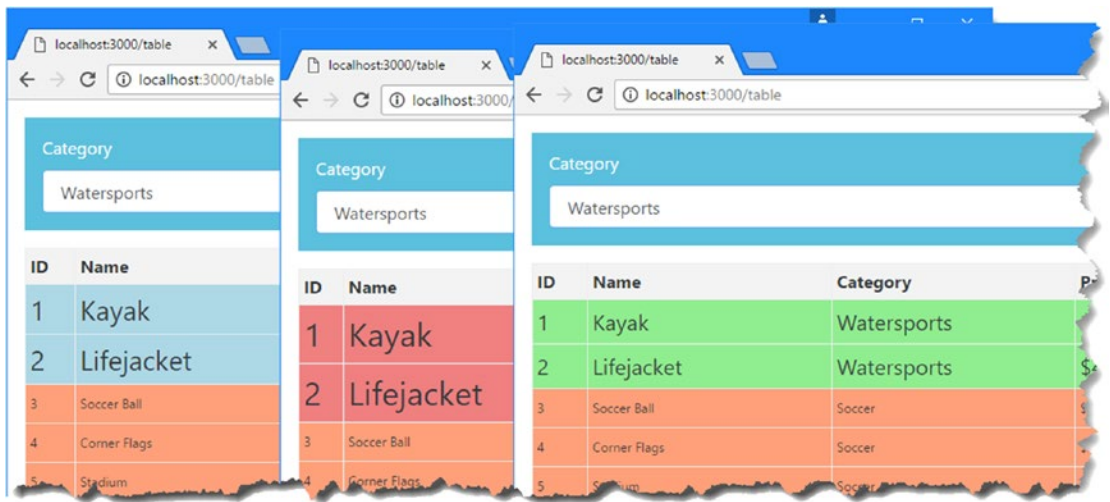 localhost:3000/table
localhost:3000/table
Category
Watersports
ID Name
1 Kayak
2 Lifejacket
3 Soccer Ball
4 Corner Flags
5 Stadium
localhost:3000/table
localhost:3000/
Category
Watersports
ID Name
1 Kayak
2 Lifejacket
3 Soccer Ball
4 Corner Flags
localhost:3000/table
localhost:3000/table
Category
Watersports
ID Name Category
1 Kayak Watersports
2 Lifejacket Watersports
3 Soccer Ball Soccer
4 Corner Flags Soccer
5 Stadium Soccer